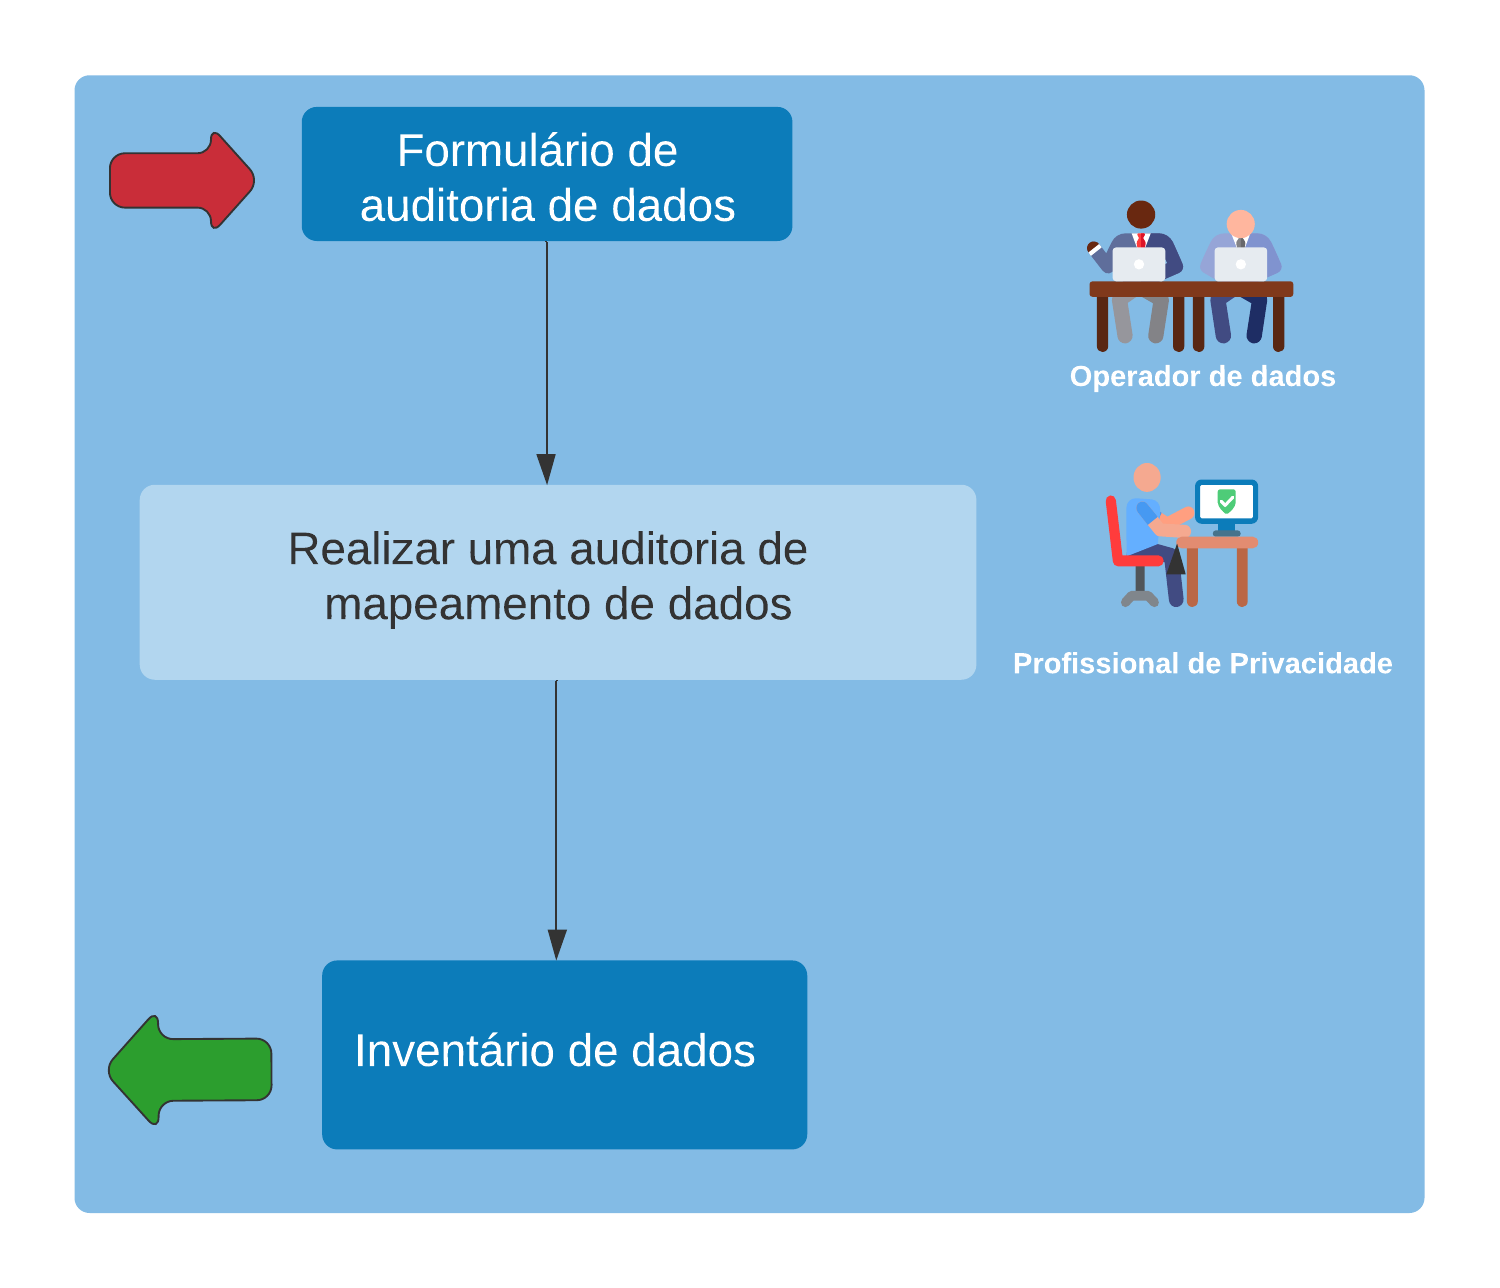 Formulário de
auditoria de dados
Operador de dados
Realizar uma auditoria de
mapeamento de dados
Profissional de Privacidade
Inventário de dados